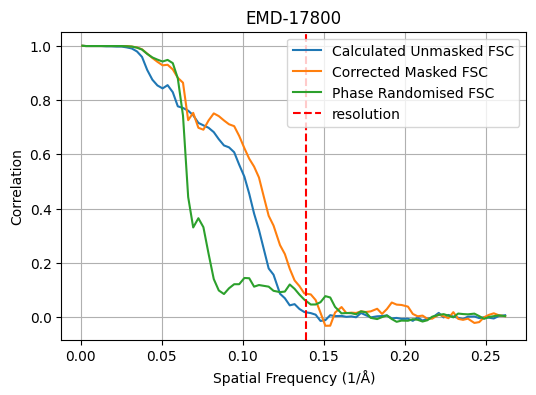 EMD-17800
Calculated Unmasked FSC
Corrected Masked FSC
Phase Randomised FSC
resolution
Correlation
1.0
0.8
0.6
0.4
0.2
0.0
0.00 0.05 0.10 0.15 0.20 0.25
Spatial Frequency (1/Å)